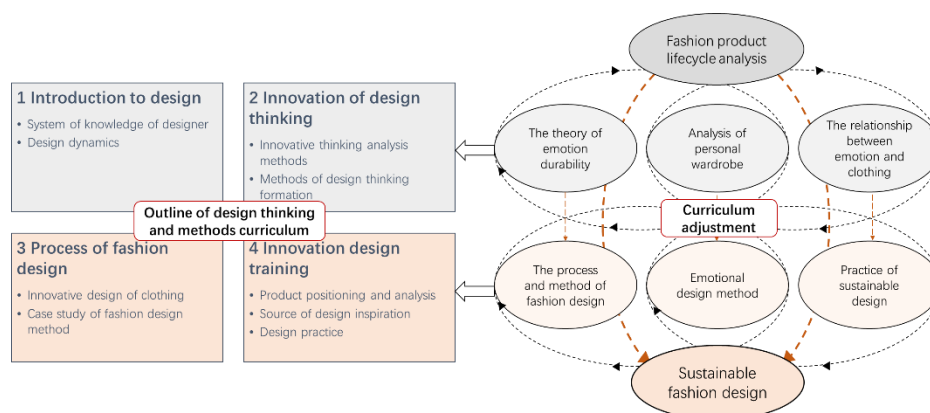 1 Introduction to design
• System of knowledge of designer
• Design dynamics
2 Innovation of design
thinking
• Innovative thinking analysis
methods
• Methods of design thinking
formation
Outline of design thinking
and methods curriculum
3 Process of fashion
design
• Innovative design of clothing
• Case study of fashion design
method
4 Innovation design
training
• Product positioning and analysis
• Source of design inspiration
• Design practice
Fashion product
lifecycle analysis
The theory of
emotion
durability
Analysis of
personal
wardrobe
The relationship
between
emotion and
clothing
Curriculum
adjustment
The process
and method of
fashion design
Emotional
design method
Practice of
sustainable
design
Sustainable
fashion design